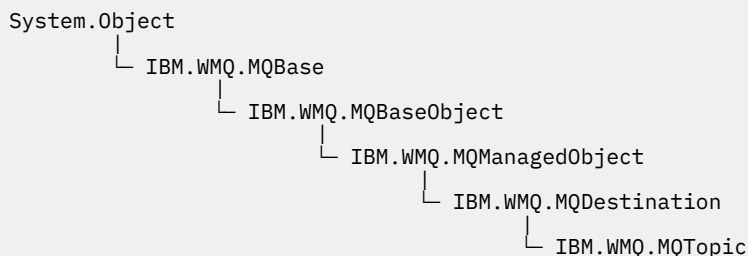 System.Object
IBM.WMQ.MQBase
IBM.WMQ.MQBaseObject
IBM.WMQ.MQManagedObject
IBM.WMQ.MQDestination
IBM.WMQ.MQTopic